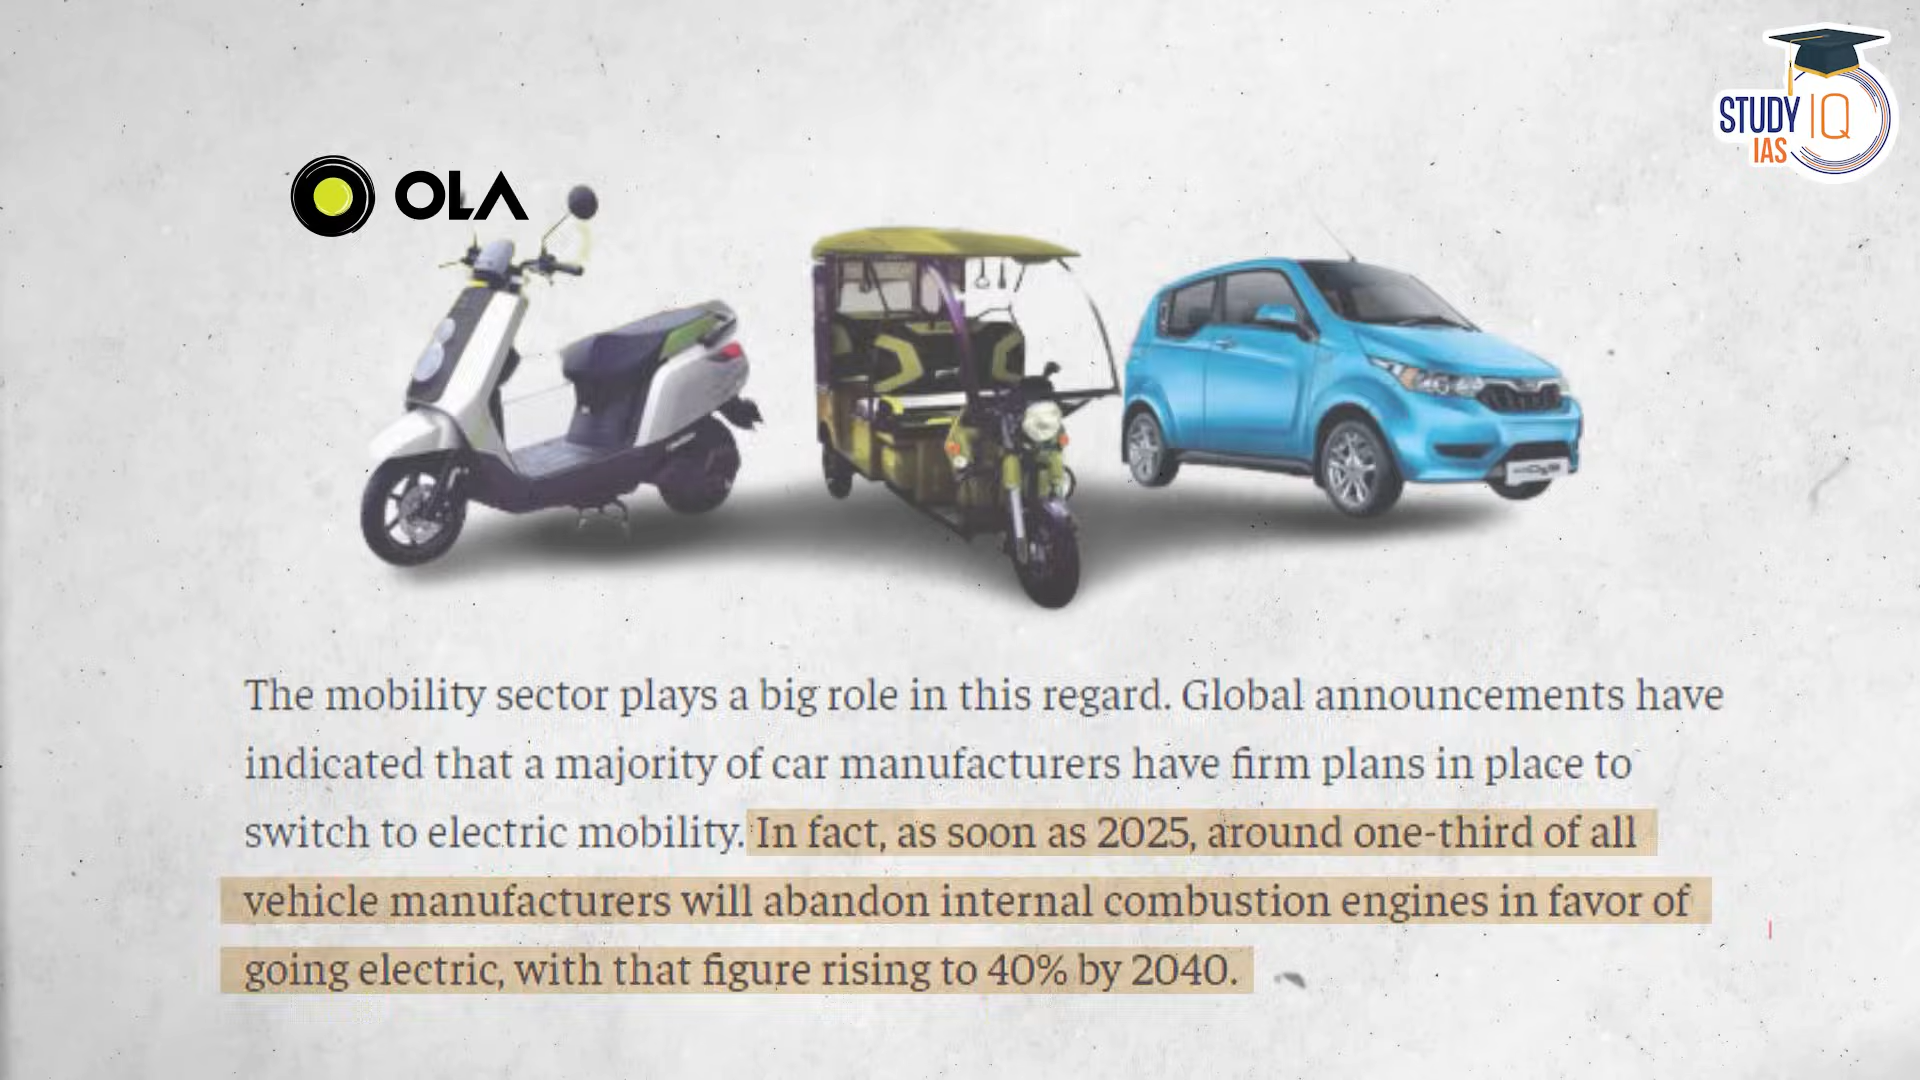 STUDY IQ
IAS
OLA
The mobility sector plays a big role in this regard. Global announcements have
indicated that a majority of car manufacturers have firm plans in place to
switch to electric mobility. In fact, as soon as 2025, around one-third of all
vehicle manufacturers will abandon internal combustion engines in favor of
going electric, with that figure rising to 40% by 2040.